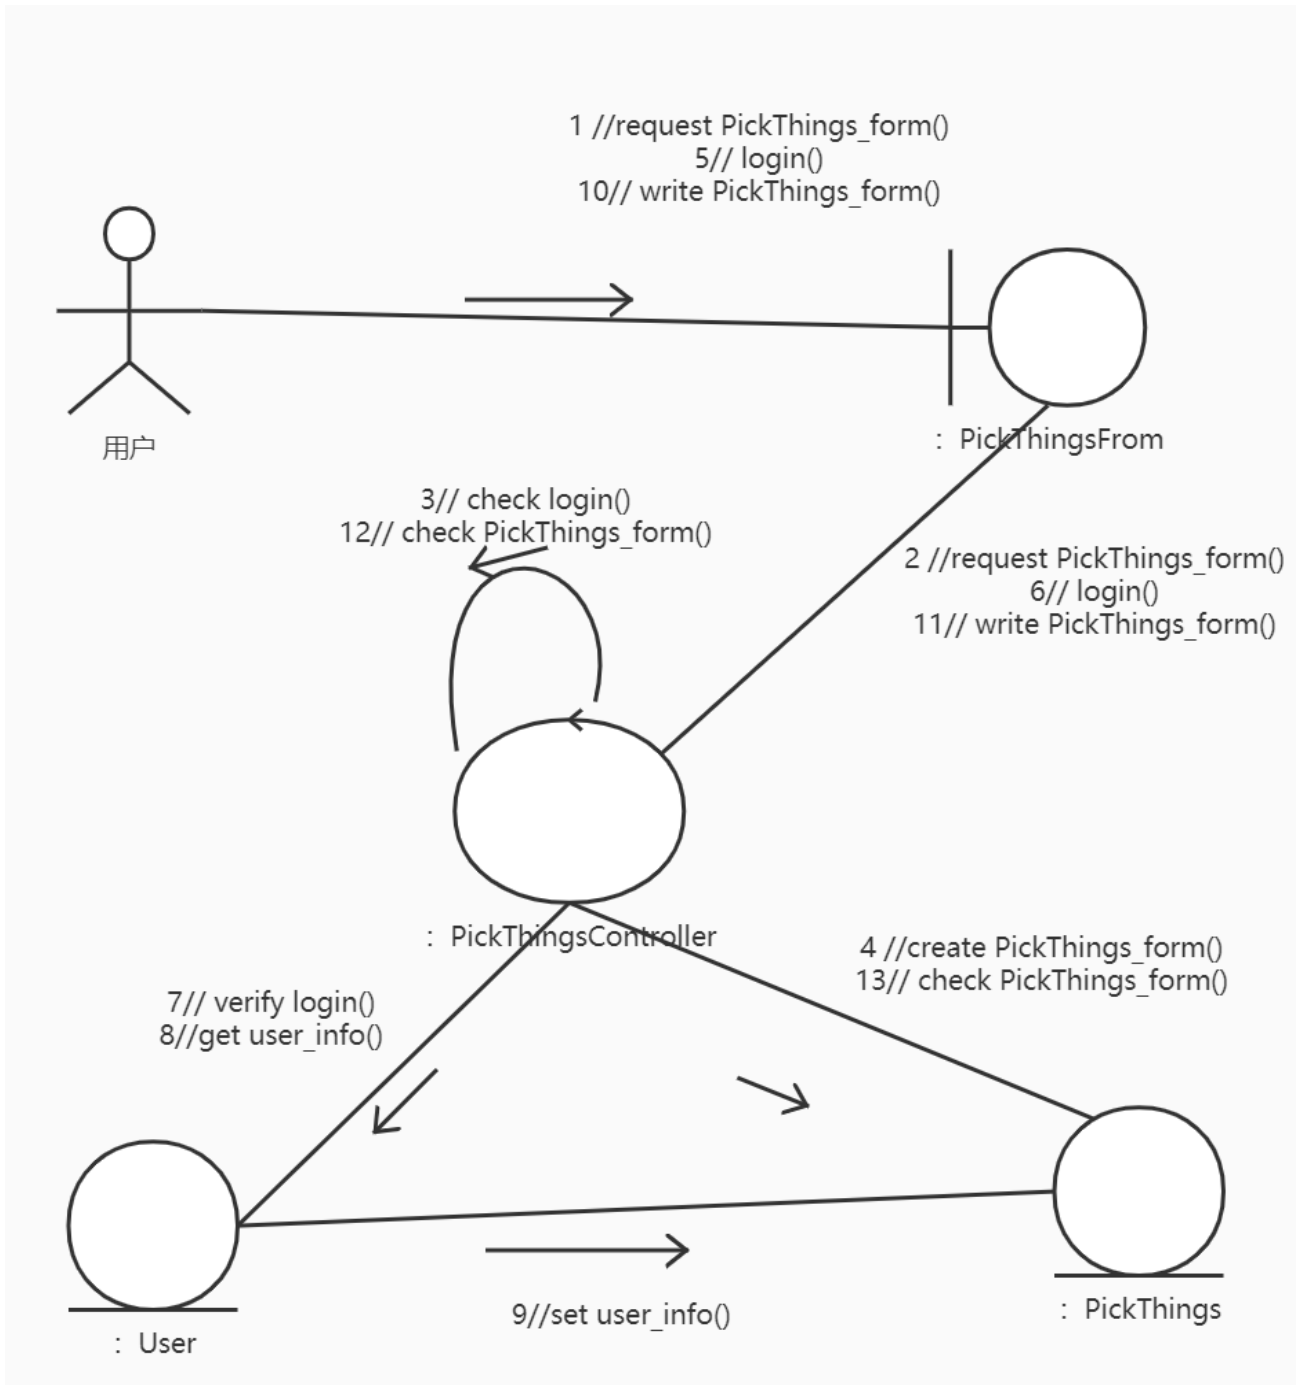 1 //request PickThings_form()
5// login()
10// write PickThings_form()
用户
： PickThingsFrom
3// check login()
12// check PickThings_form()
2 //request PickThings_form()
6// login()
11// write PickThings_form()
： PickThingsController
4 //create PickThings_form()
13// check PickThings_form()
7// verify login()
8//get user_info()
9//set user_info()
： PickThings
： User